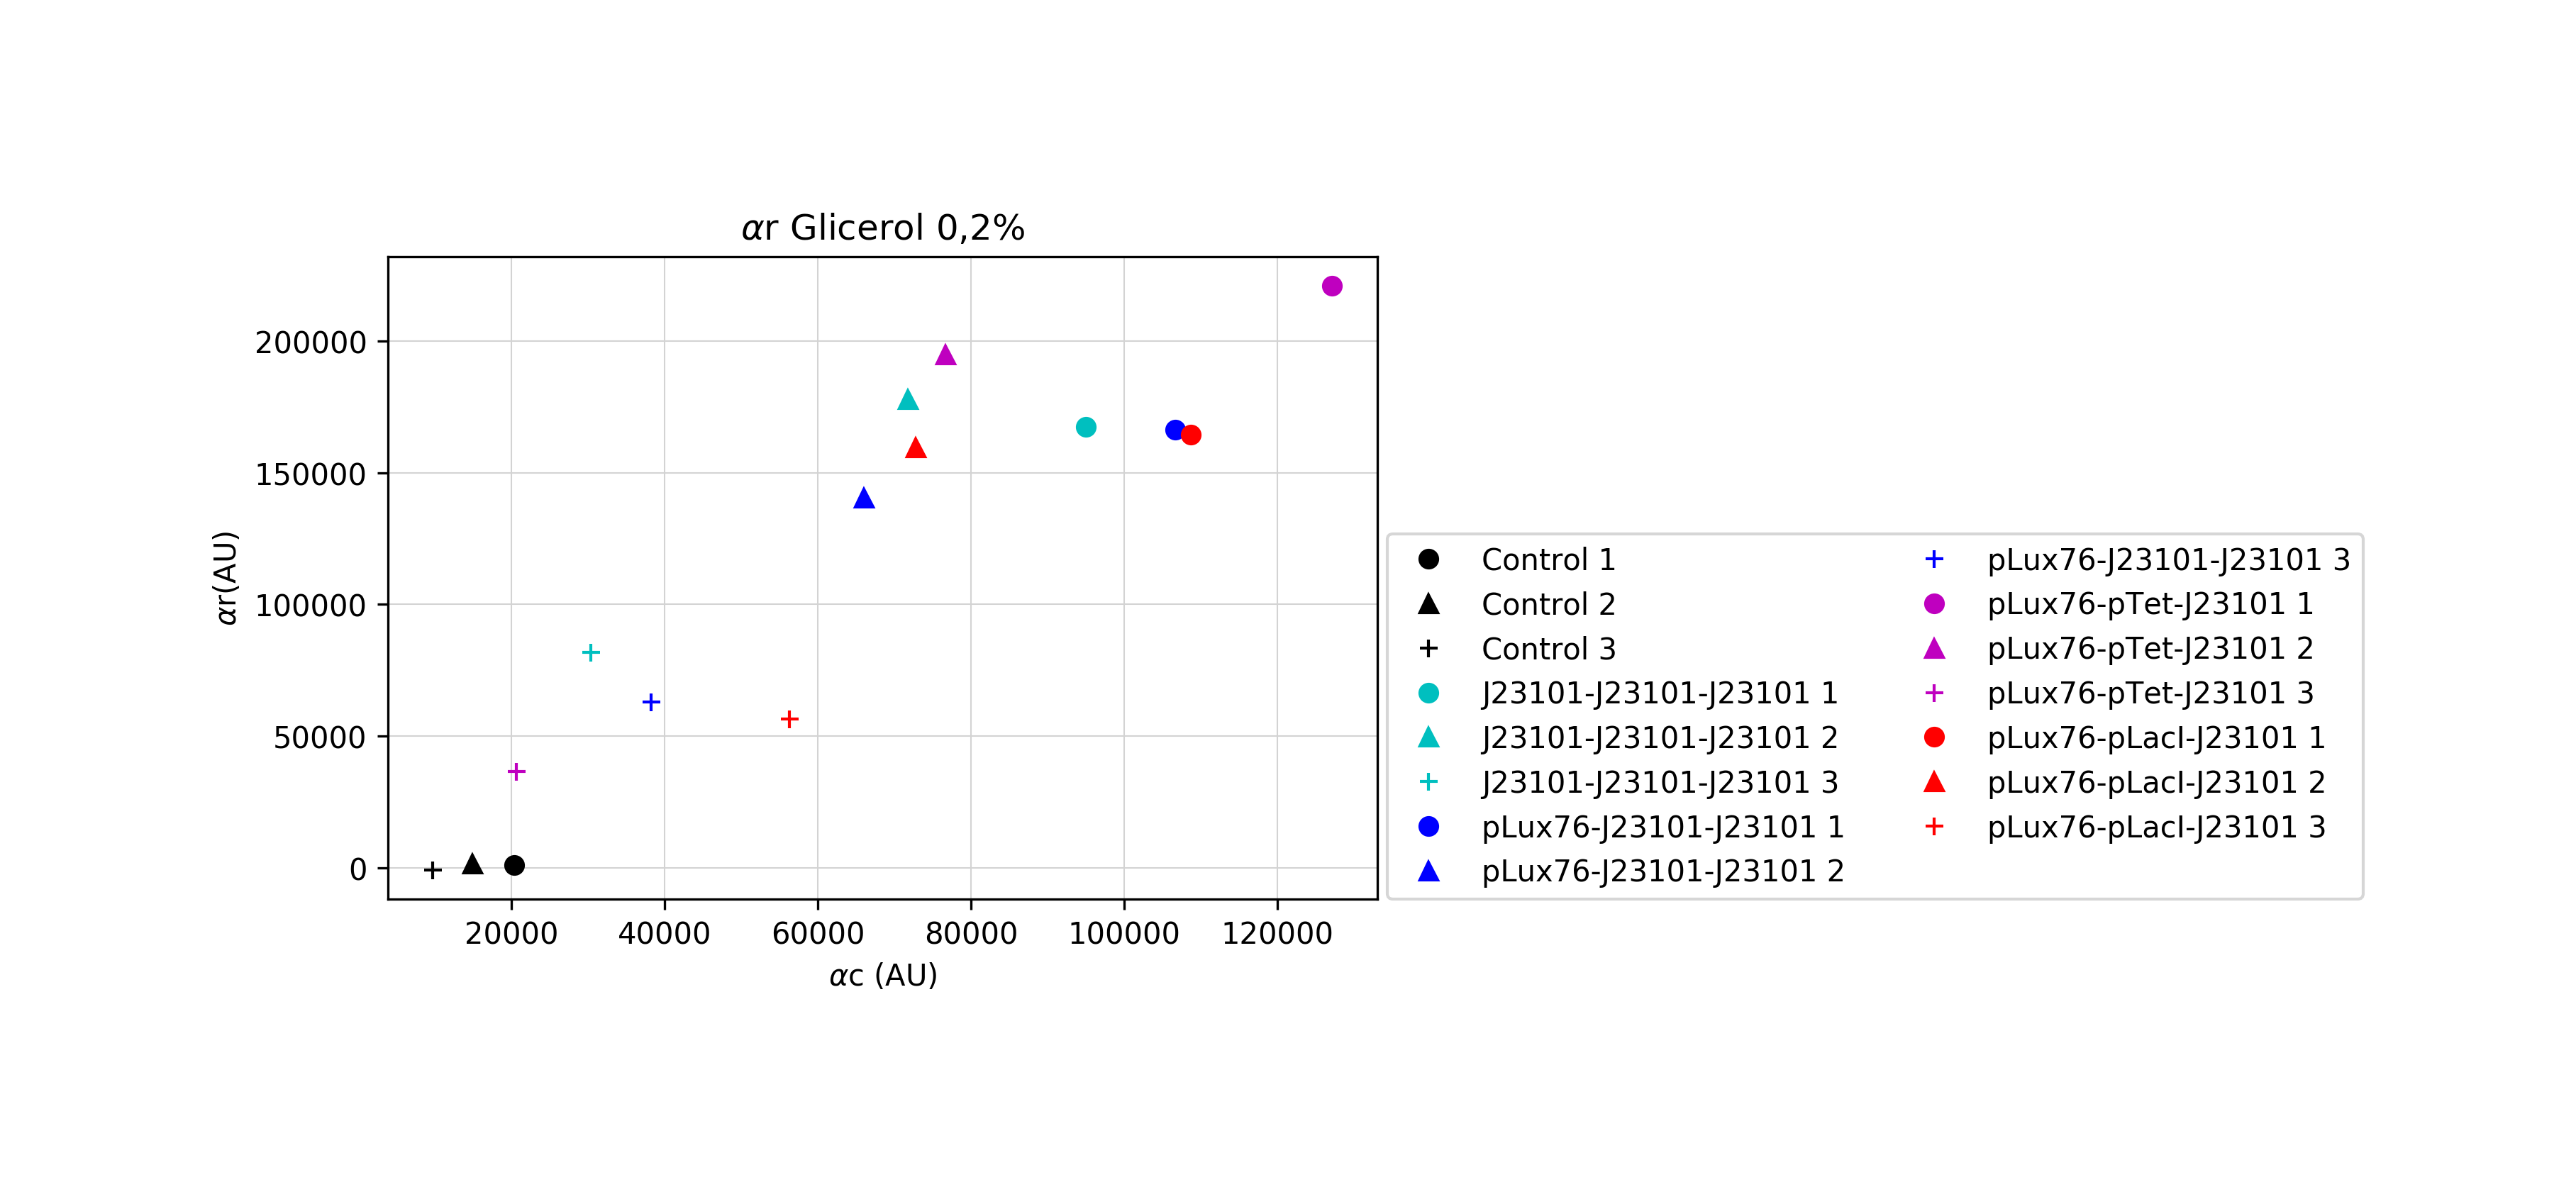 αr Glicerol 0,2%
αr(AU)
200000
150000
100000
50000
0
20000 40000 60000 80000 100000 120000
αc (AU)
Control 1
Control 2
Control 3
J23101-J23101-J23101 1
J23101-J23101-J23101 2
J23101-J23101-J23101 3
pLux76-J23101-J23101 1
pLux76-J23101-J23101 2
pLux76-J23101-J23101 3
pLux76-pTet-J23101 1
pLux76-pTet-J23101 2
pLux76-pTet-J23101 3
pLux76-pLacI-J23101 1
pLux76-pLacI-J23101 2
pLux76-pLacI-J23101 3